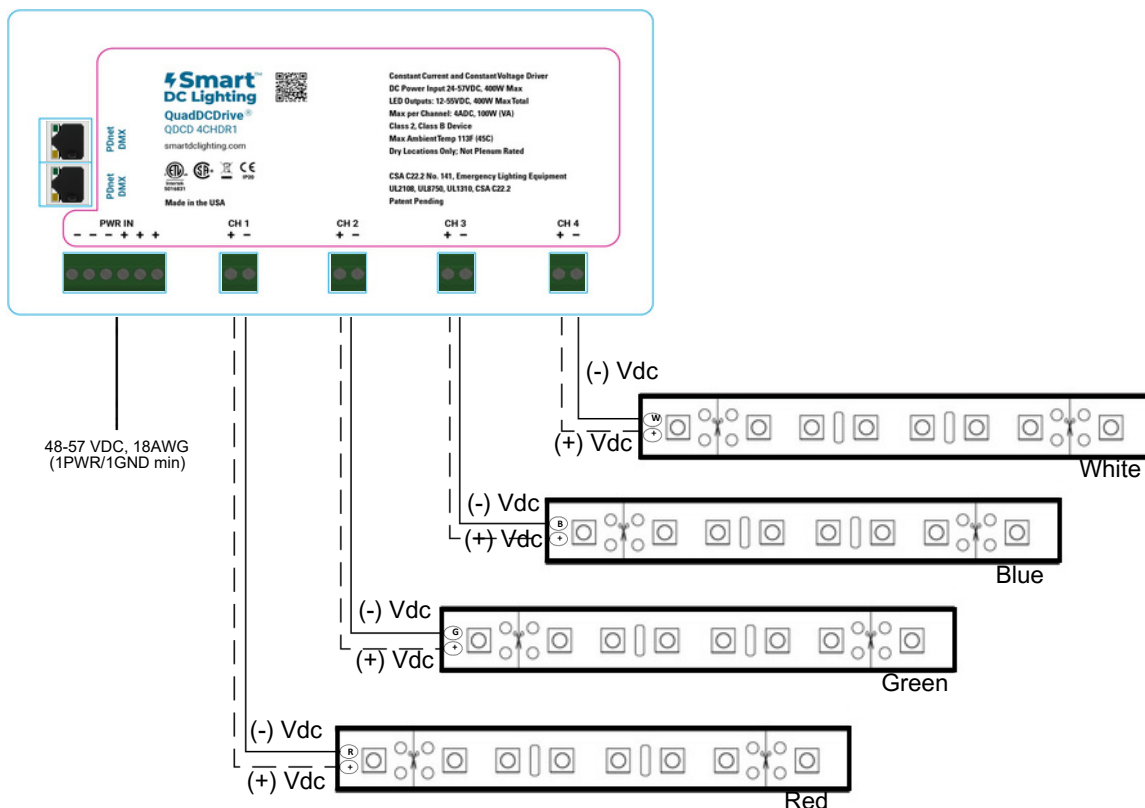 Smart™
DC Lighting
QuadDCDrive®
QDCD 4CHDR1
smartdclighting.com
Intertek
5016831
IP20
Made in the USA
Constant Current and Constant Voltage Driver
DC Power Input 24-57VDC, 400W Max
LED Outputs: 12-55VDC, 400W Max Total
Max per Channel: 4ADC, 100W (VA)
Class 2, Class B Device
Max Ambient Temp 113F (45C)
Dry Locations Only; Not Plenum Rated
CSA C22.2 No. 141, Emergency Lighting Equipment
UL2108, UL8750, UL1310, CSA C22.2
Patent Pending
PDnet
DMX
PDnet
DMX
PWR IN
− − − + + +
CH 1
+ −
CH 2
+ −
CH 3
+ −
CH 4
+ −
48-57 VDC, 18AWG
(1PWR/1GND min)
(-) Vdc
W
+
(+) Vdc
White
(-) Vdc
B
+
(+) Vdc
Blue
(-) Vdc
G
+
(+) Vdc
Green
(-) Vdc
R
+
(+) Vdc
Red